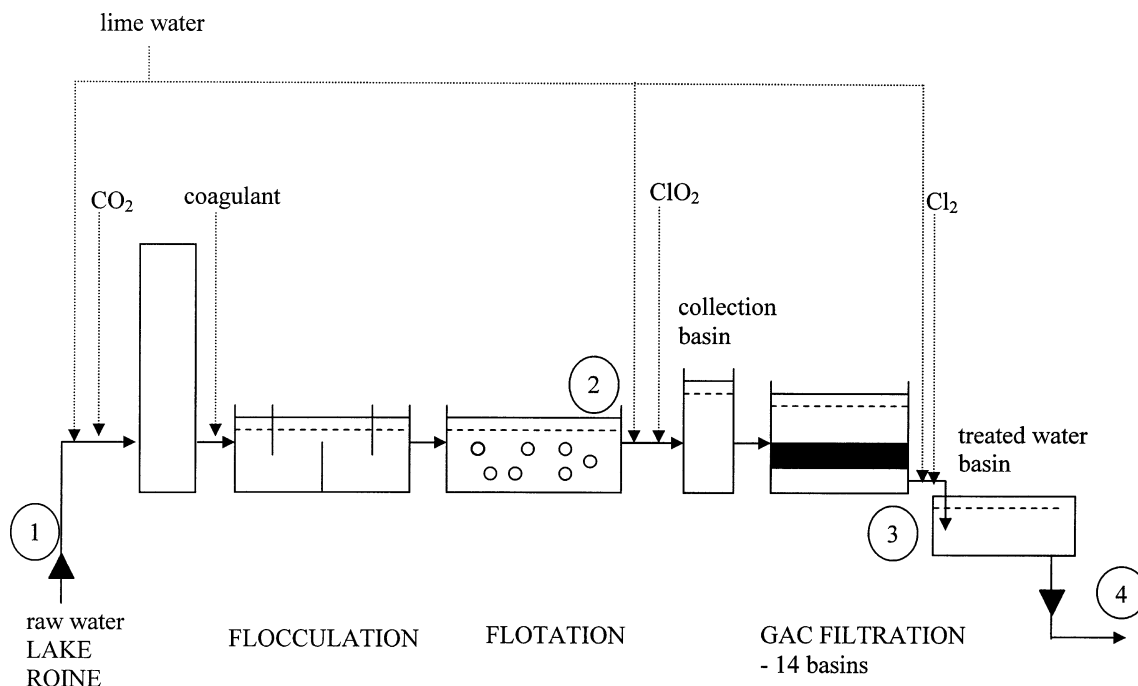 lime water
CO₂
coagulant
ClO₂
Cl₂
collection
basin
2
treated water
basin
1
3
4
raw water
LAKE
ROINE
FLOCCULATION
FLOTATION
GAC FILTRATION
- 14 basins